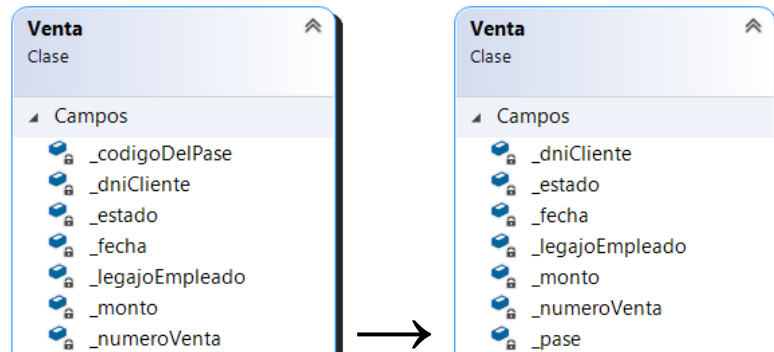 Venta
Clase
Campos
_codigoDelPase
_dniCliente
_estado
_fecha
_legajoEmpleado
_monto
_numeroVenta
Venta
Clase
Campos
_dniCliente
_estado
_fecha
_legajoEmpleado
_monto
_numeroVenta
_pase